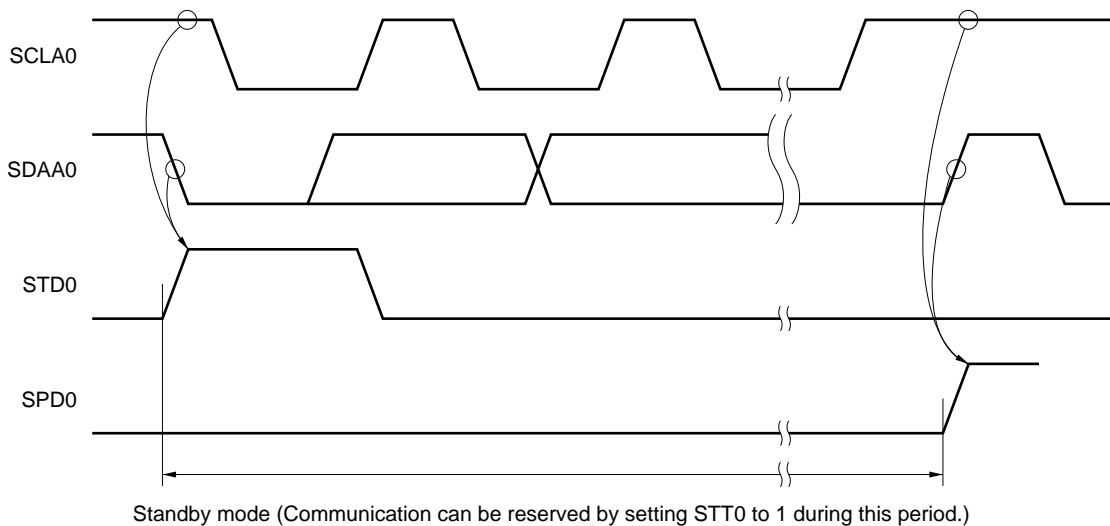 SCLA0
SDAA0
STD0
SPD0
Standby mode (Communication can be reserved by setting STT0 to 1 during this period.)